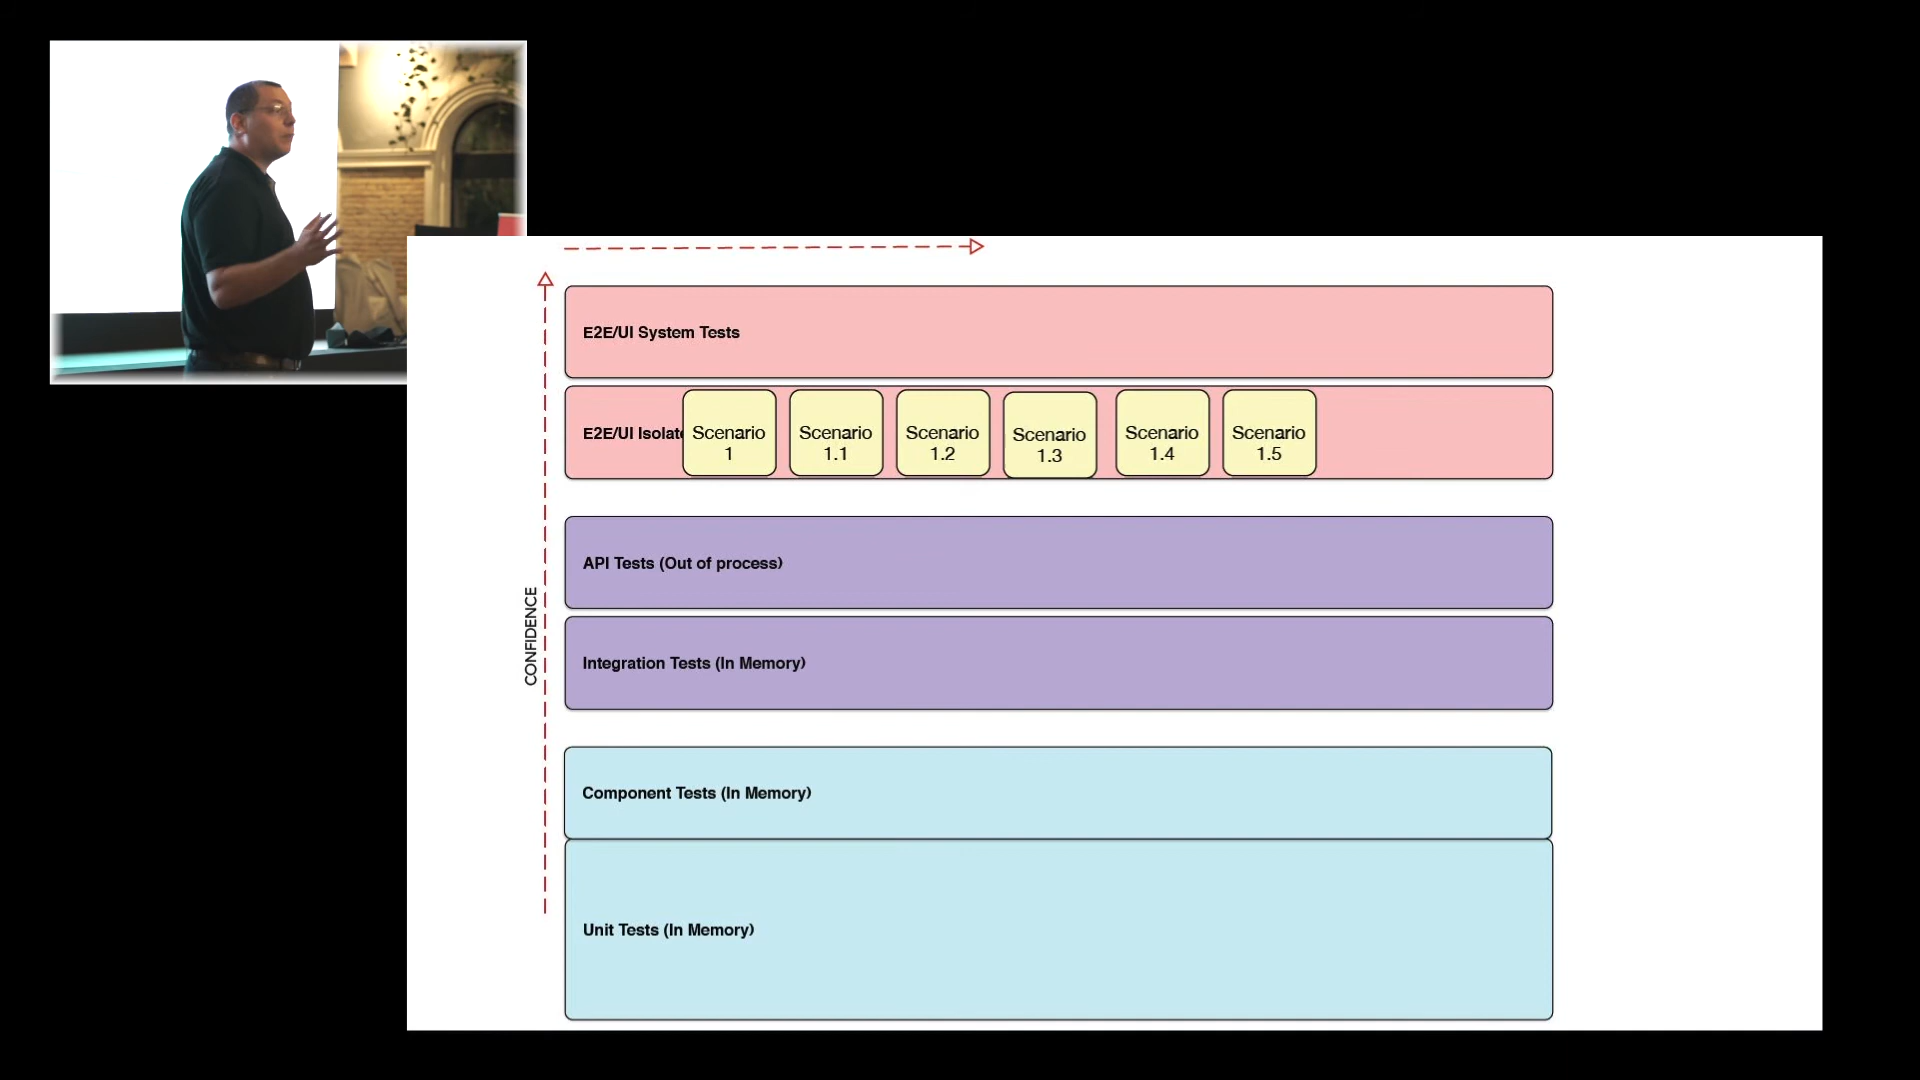 E2E/UI System Tests
E2E/UI Isolate
Scenario
1
Scenario
1.1
Scenario
1.2
Scenario
1.3
Scenario
1.4
Scenario
1.5
API Tests (Out of process)
CONFIDENCE
Integration Tests (In Memory)
Component Tests (In Memory)
Unit Tests (In Memory)